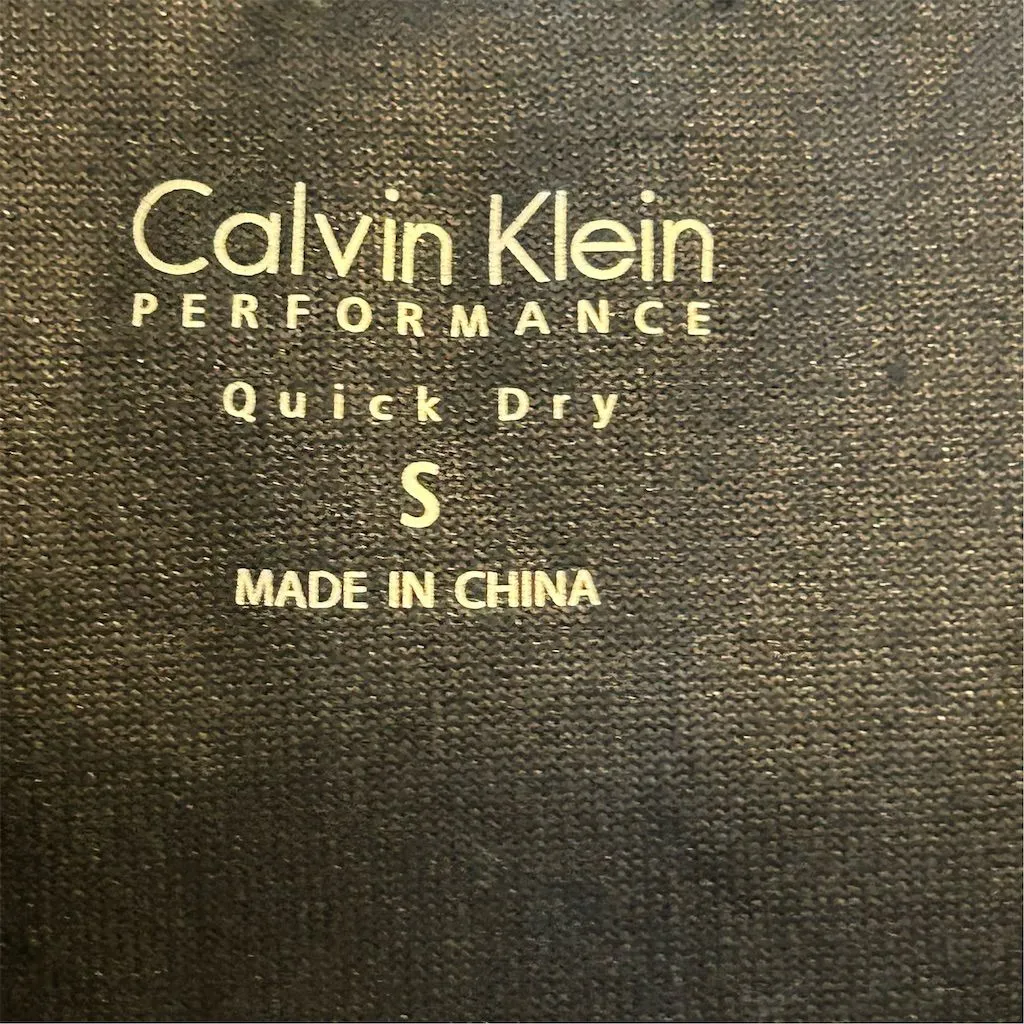 Calvin Klein
PERFORMANCE
Quick Dry
S
MADE IN CHINA